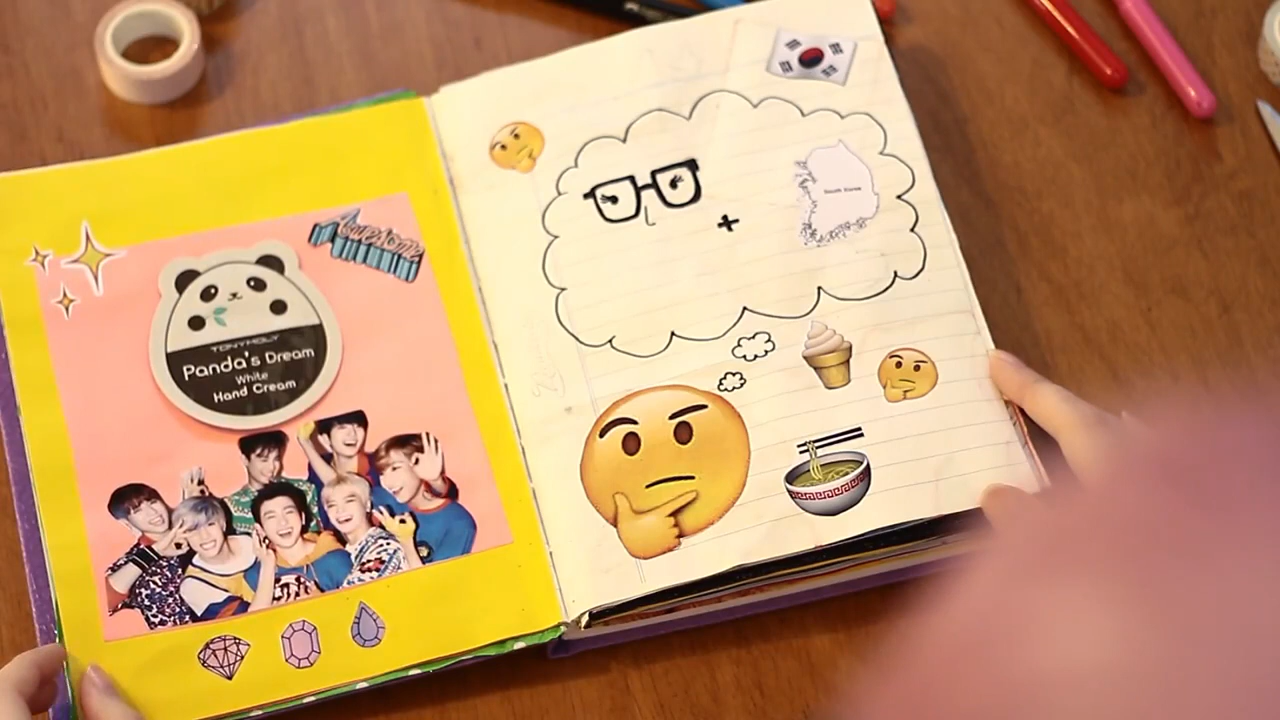 Awesome
TONYMOLY
Panda's Dream
White
Hand Cream
South Korea